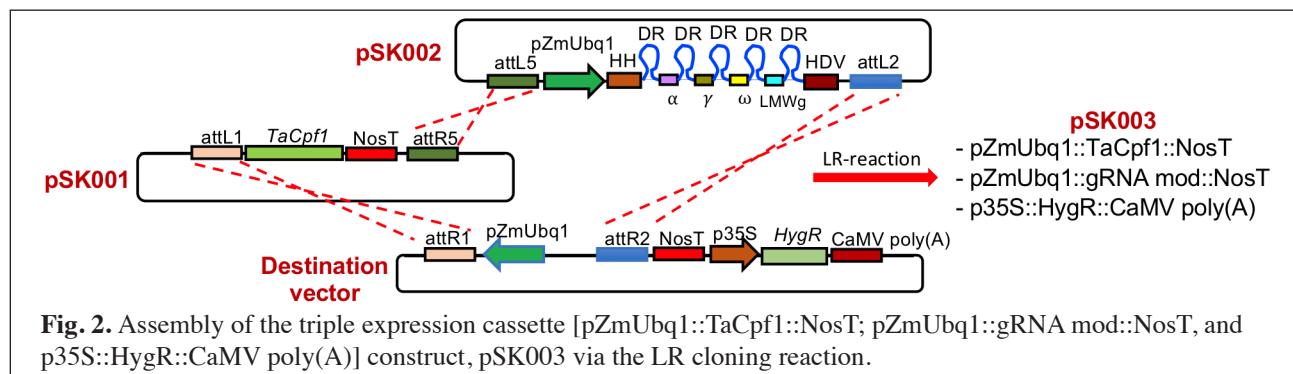 pSK002
attL5
pZmUbq1
HH
DR DR DR DR DR
HDV
attL2
α γ ω LMWg
pSK001
attL1
TaCpf1
NosT
attR5
LR-reaction
pSK003
- pZmUbq1::TaCpf1::NosT
- pZmUbq1::gRNA mod::NosT
- p35S::HygR::CaMV poly(A)
Destination
vector
attR1
pZmUbq1
attR2
NosT
p35S
HygR
CaMV poly(A)
Fig. 2. Assembly of the triple expression cassette [pZmUbq1::TaCpf1::NosT; pZmUbq1::gRNA mod::NosT, and
p35S::HygR::CaMV poly(A)] construct, pSK003 via the LR cloning reaction.